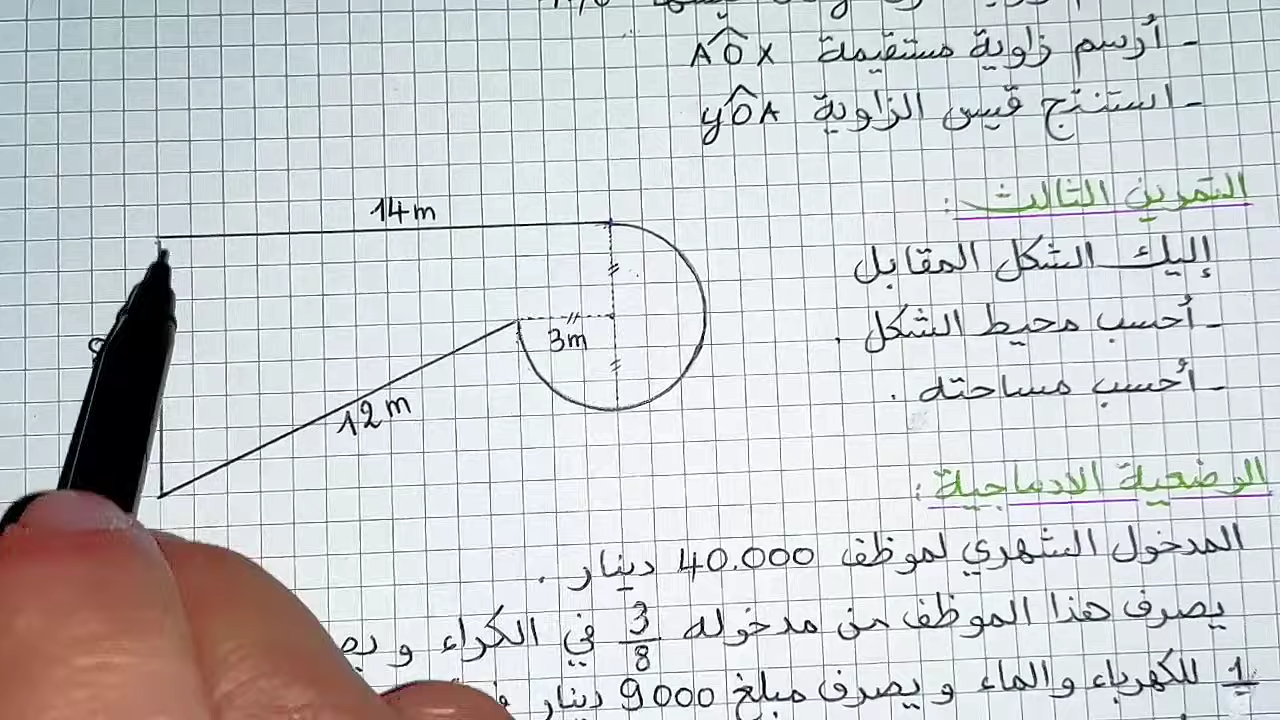 - أرسم زاوية مستقيمة AÔX
- استنتج قيس الزاوية yÔA
التمرين الثالث :
إليك الشكل المقابل
- أحسب محيط الشكل .
- أحسب مساحته .
14m
3m
12m
الوضعية الادماجية :
المدخول الشهري لموظف 40.000 دينار .
يصرف هذا الموظف من مدخوله 3/8 في الكراء و
للكهرباء والماء و يصرف مبلغ 9000 دينار